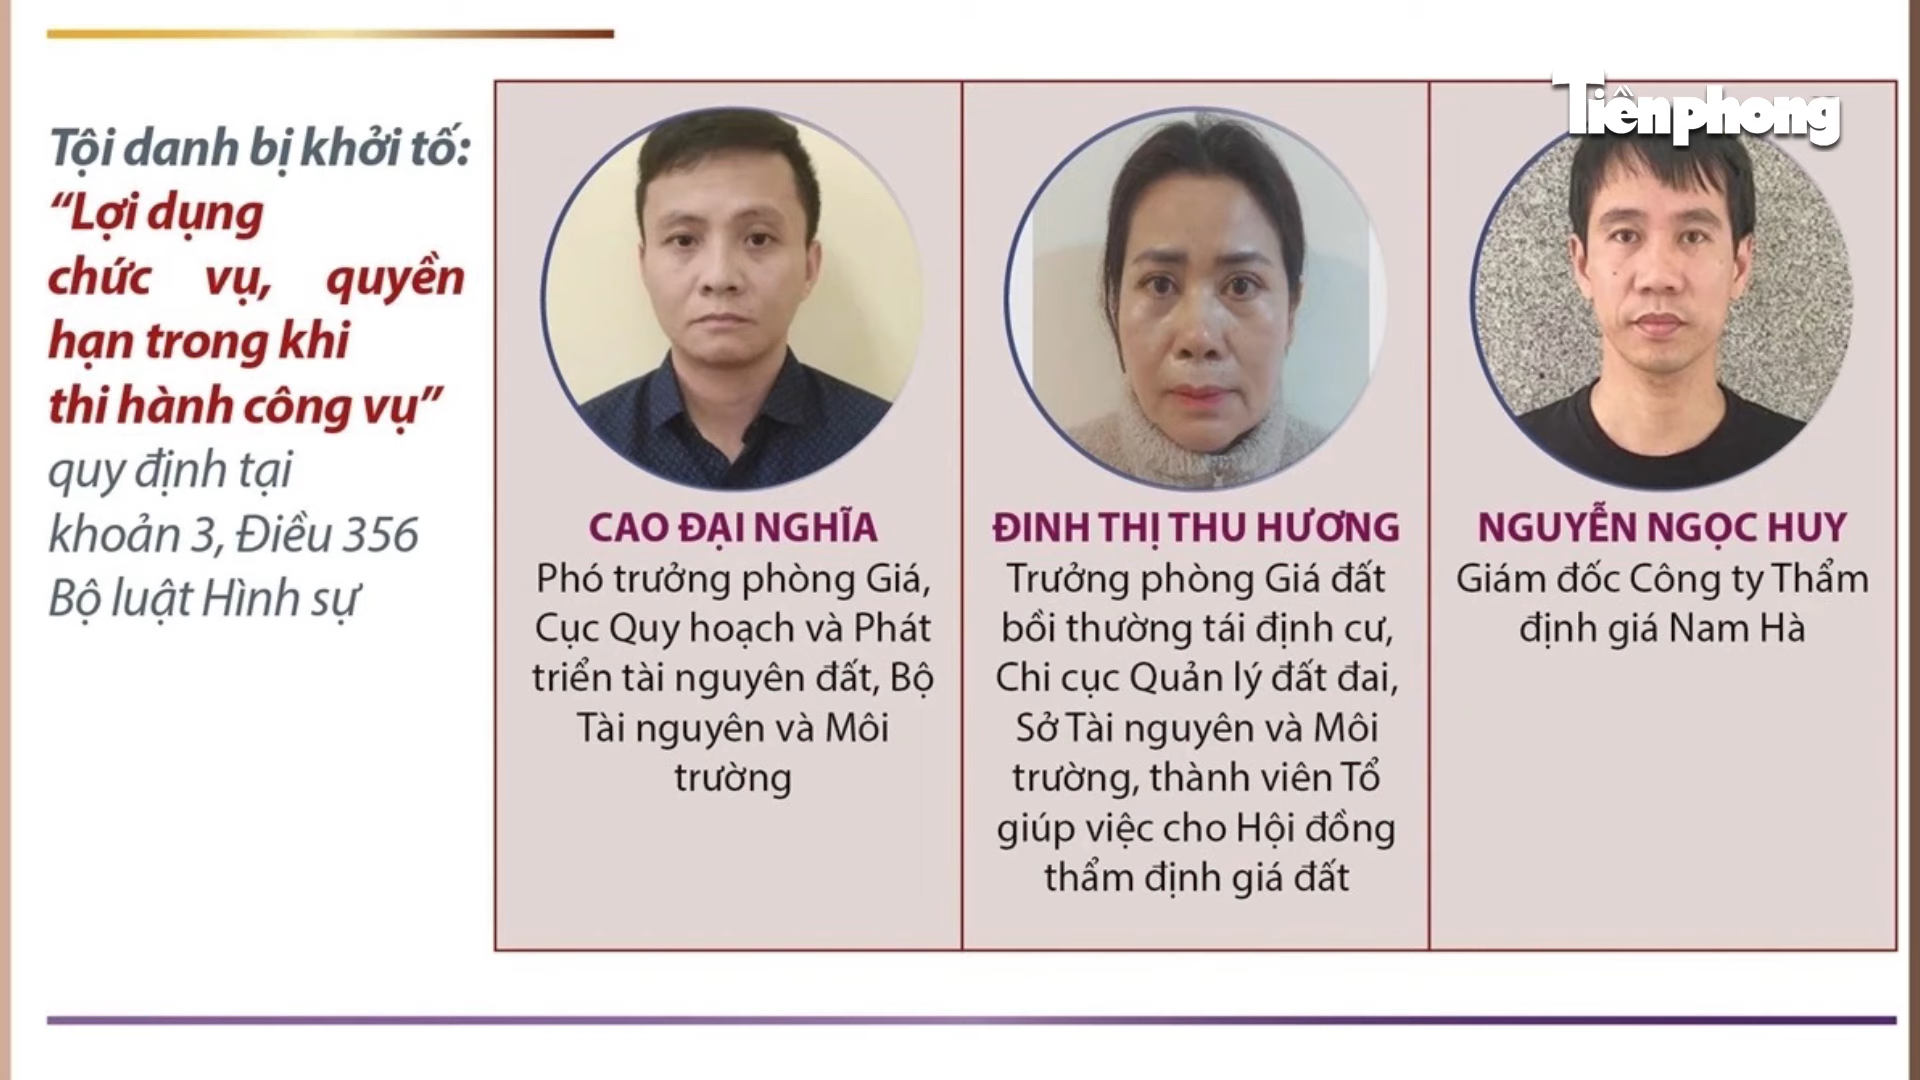 Tiềnphong
Tội danh bị khởi tố:
“Lợi dụng
chức vụ, quyền
hạn trong khi
thi hành công vụ”
quy định tại
khoản 3, Điều 356
Bộ luật Hình sự
CAO ĐẠI NGHĨA
Phó trưởng phòng Giá,
Cục Quy hoạch và Phát
triển tài nguyên đất, Bộ
Tài nguyên và Môi
trường
ĐINH THỊ THU HƯƠNG
Trưởng phòng Giá đất
bồi thường tái định cư,
Chi cục Quản lý đất đai,
Sở Tài nguyên và Môi
trường, thành viên Tổ
giúp việc cho Hội đồng
thẩm định giá đất
NGUYỄN NGỌC HUY
Giám đốc Công ty Thẩm
định giá Nam Hà